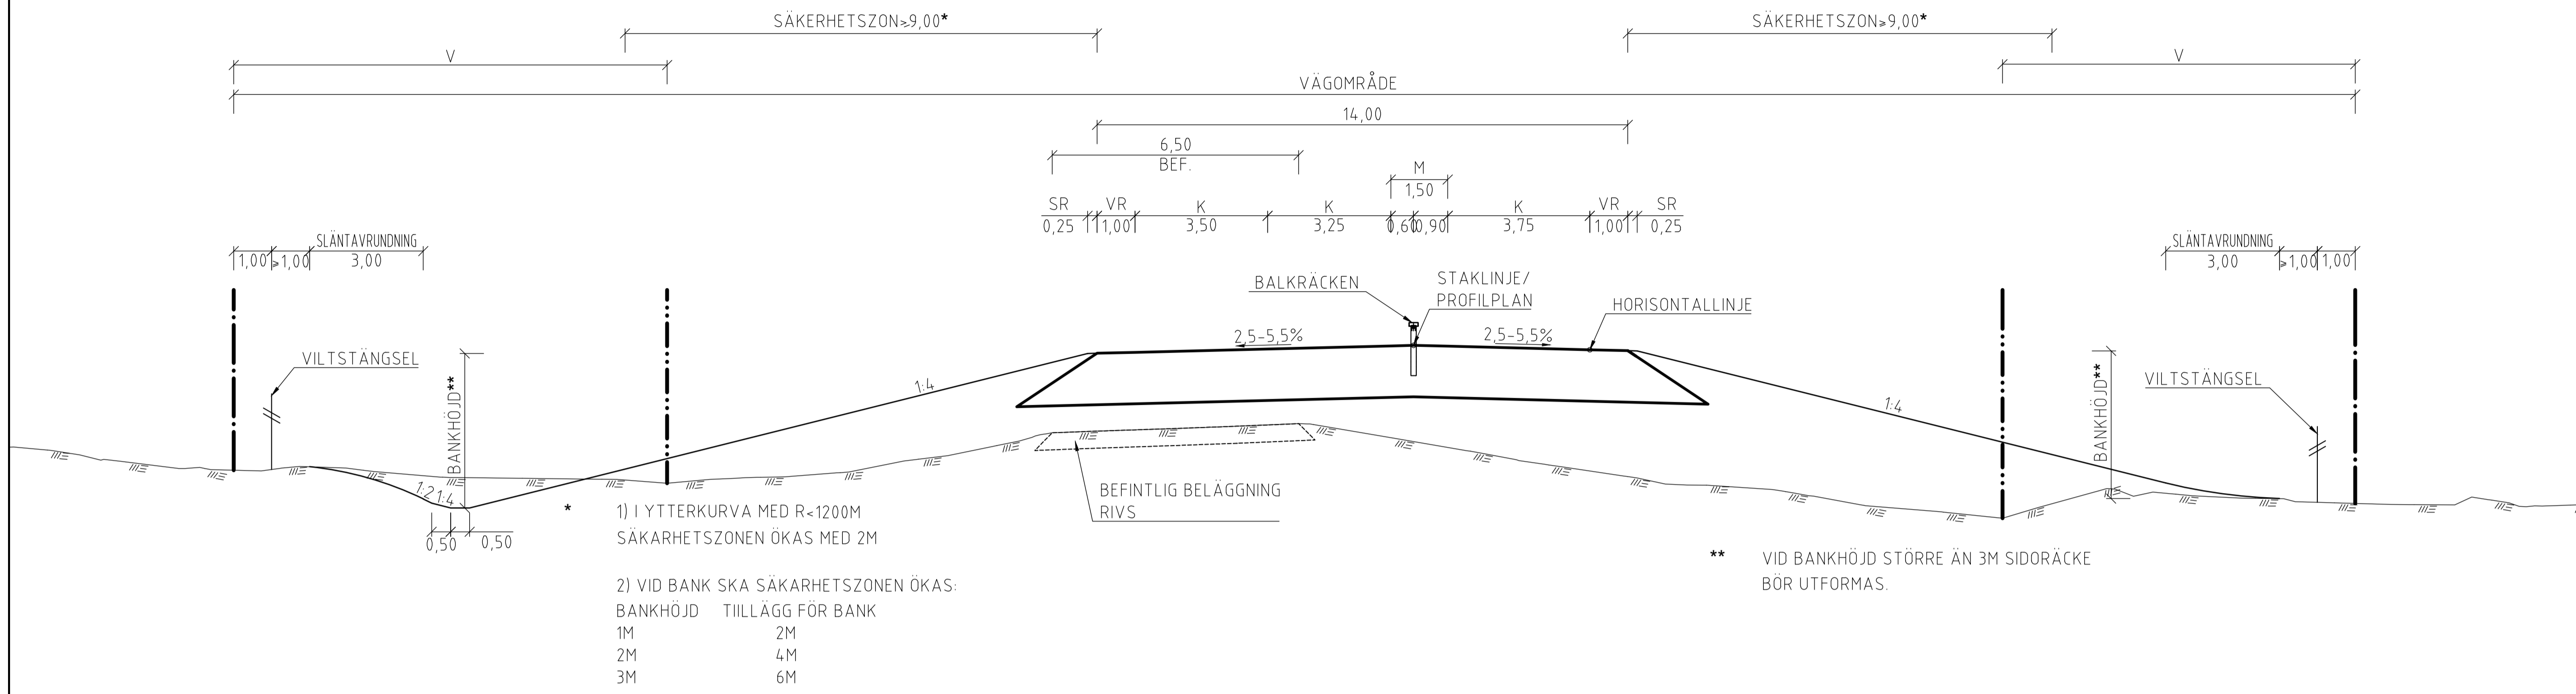 SÄKERHETSZON≥9,00*
SÄKERHETSZON≥9,00*
V
V
VÄGOMRÅDE
14,00
6,50
BEF.
M
1,50
SR
VR
K
K
K
VR
SR
0,25
1,00
3,50
3,25
0,60
0,90
3,75
1,00
0,25
SLÄNTAVRUNDNING
1,00
≥1,00
3,00
SLÄNTAVRUNDNING
3,00
≥1,00
1,00
BALKRÄCKEN
STAKLINJE/
PROFILPLAN
HORISONTALLINJE
2,5-5,5%
2,5-5,5%
VILTSTÄNGSEL
BANKHÖJD**
1:4
1:4
BANKHÖJD**
VILTSTÄNGSEL
1:2
1:4
0,50
0,50
BEFINTLIG BELÄGGNING
RIVS
* 1) I YTTERKURVA MED R<1200M
SÄKARHETSZONEN ÖKAS MED 2M
2) VID BANK SKA SÄKARHETSZONEN ÖKAS:
BANKHÖJD TIILLÄGG FÖR BANK
1M 2M
2M 4M
3M 6M
** VID BANKHÖJD STÖRRE ÄN 3M SIDORÄCKE
BÖR UTFORMAS.